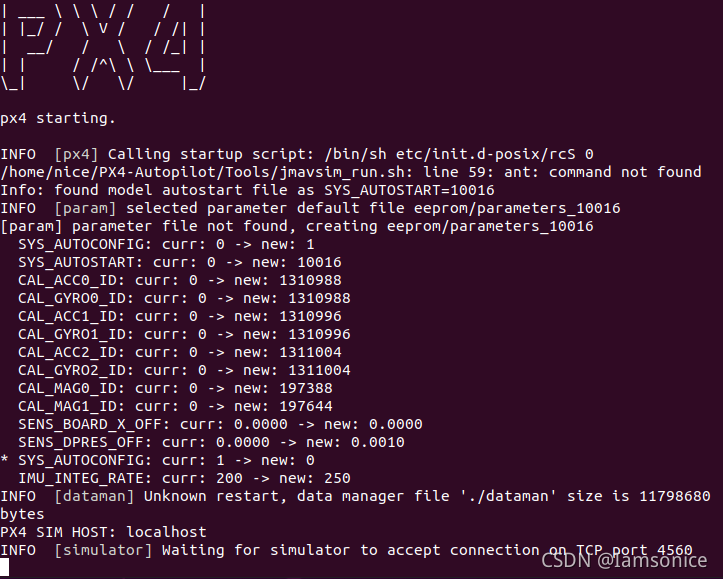 | ___ \ \ \ / /   /   |
| |_/ /  \ V /   / /| |
|  __/   /   \  / /_| |
| |     / /^\ \ \___  |
\_|     \/   \/     |_/
px4 starting.
INFO  [px4] Calling startup script: /bin/sh etc/init.d-posix/rcS 0
/home/nice/PX4-Autopilot/Tools/jmavsim_run.sh: line 59: ant: command not found
Info: found model autostart file as SYS_AUTOSTART=10016
INFO  [param] selected parameter default file eeprom/parameters_10016
[param] parameter file not found, creating eeprom/parameters_10016
  SYS_AUTOCONFIG: curr: 0 -> new: 1
  SYS_AUTOSTART: curr: 0 -> new: 10016
  CAL_ACC0_ID: curr: 0 -> new: 1310988
  CAL_GYRO0_ID: curr: 0 -> new: 1310988
  CAL_ACC1_ID: curr: 0 -> new: 1310996
  CAL_GYRO1_ID: curr: 0 -> new: 1310996
  CAL_ACC2_ID: curr: 0 -> new: 1311004
  CAL_GYRO2_ID: curr: 0 -> new: 1311004
  CAL_MAG0_ID: curr: 0 -> new: 197388
  CAL_MAG1_ID: curr: 0 -> new: 197644
  SENS_BOARD_X_OFF: curr: 0.0000 -> new: 0.0000
  SENS_DPRES_OFF: curr: 0.0000 -> new: 0.0010
* SYS_AUTOCONFIG: curr: 1 -> new: 0
  IMU_INTEG_RATE: curr: 200 -> new: 250
INFO  [dataman] Unknown restart, data manager file './dataman' size is 11798680
bytes
PX4 SIM HOST: localhost
INFO  [simulator] Waiting for simulator to accept connection on TCP port 4560
CSDN @Iamsonice